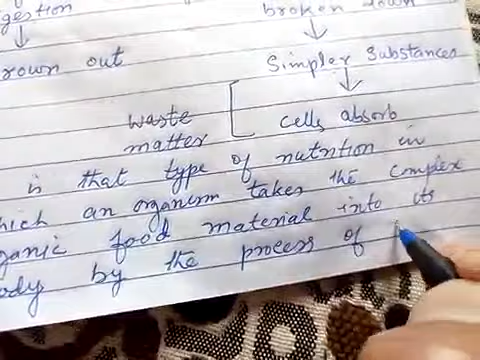 gestion broken down
rown out Simpler Substances
waste
matter cells absorb
is that type of nutrition in
hich an organism takes the complex
ganic food material into its
ody by the process of